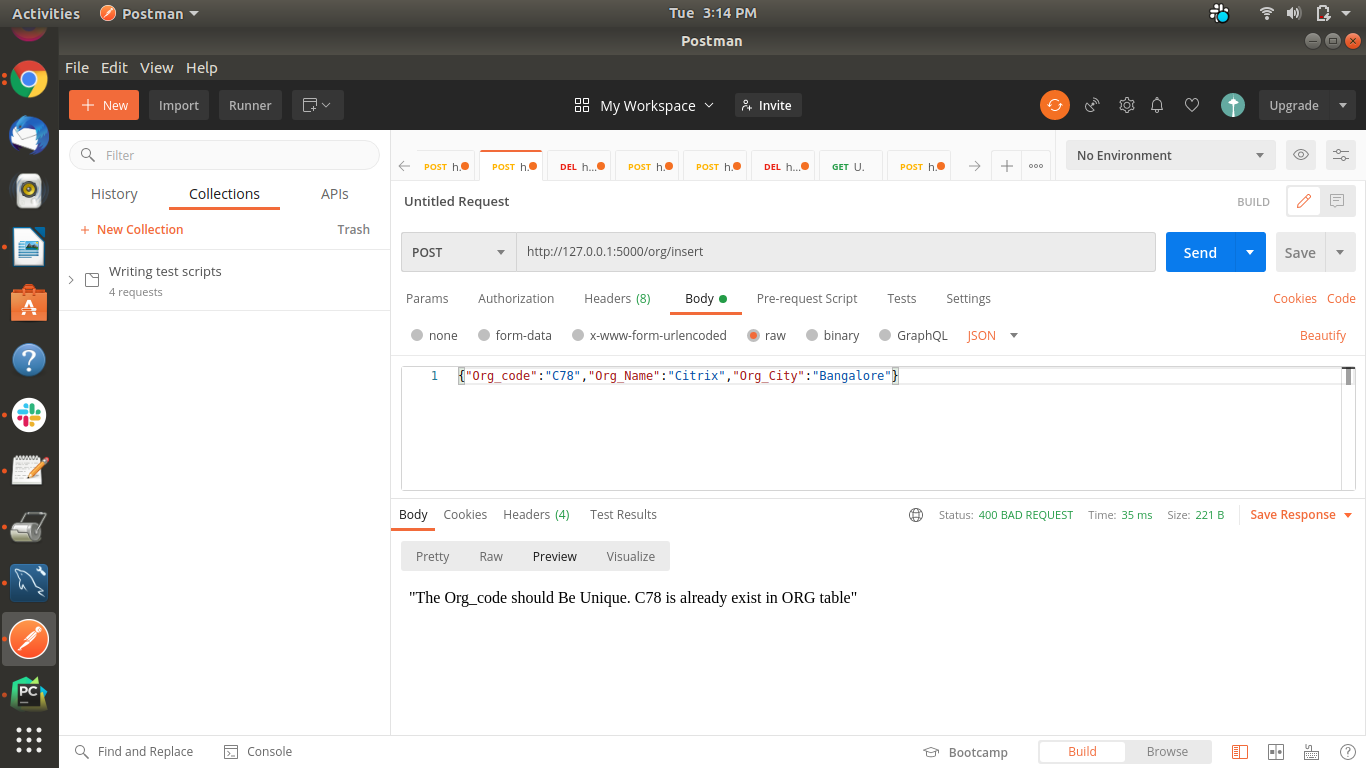 Activities Postman Tue 3:14 PM
Postman
File Edit View Help
+ New Import Runner My Workspace Invite Upgrade
Filter
History Collections APIs
+ New Collection Trash
Writing test scripts
4 requests
POST h. POST h. DEL h... POST h. POST h. DEL h... GET U. POST h. No Environment
Untitled Request BUILD
POST http://127.0.0.1:5000/org/insert Send Save
Params Authorization Headers (8) Body Pre-request Script Tests Settings Cookies Code
none form-data x-www-form-urlencoded raw binary GraphQL JSON Beautify
1 {"Org_code":"C78","Org_Name":"Citrix","Org_City":"Bangalore"}
Body Cookies Headers (4) Test Results Status: 400 BAD REQUEST Time: 35 ms Size: 221 B Save Response
Pretty Raw Preview Visualize
"The Org_code should Be Unique. C78 is already exist in ORG table"
PC
Find and Replace Console Bootcamp Build Browse